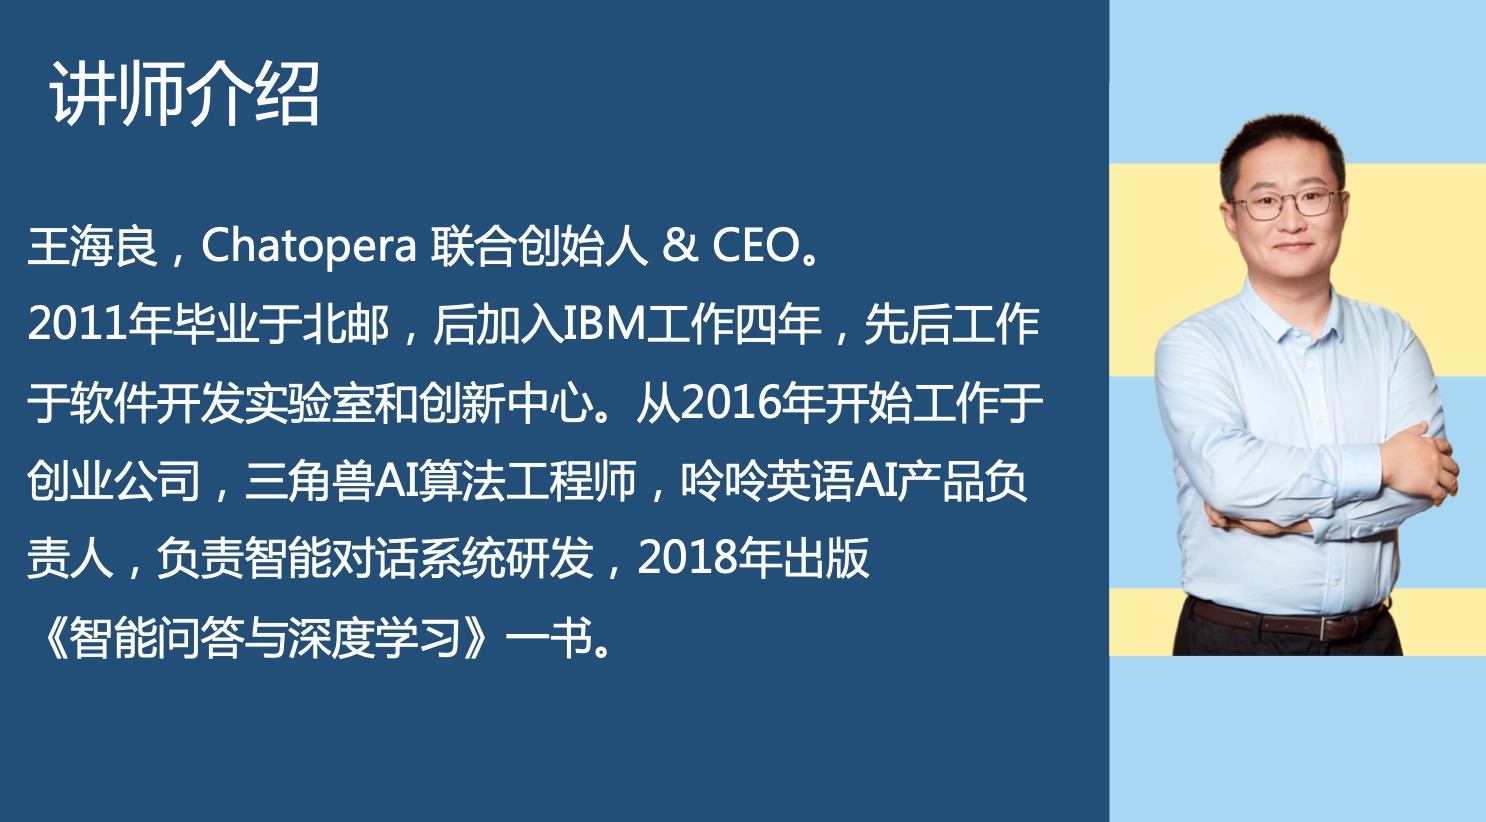 讲师介绍
王海良，Chatopera 联合创始人 & CEO。
2011年毕业于北邮，后加入IBM工作四年，先后工作
于软件开发实验室和创新中心。从2016年开始工作于
创业公司，三角兽AI算法工程师，呤呤英语AI产品负
责人，负责智能对话系统研发，2018年出版
《智能问答与深度学习》一书。